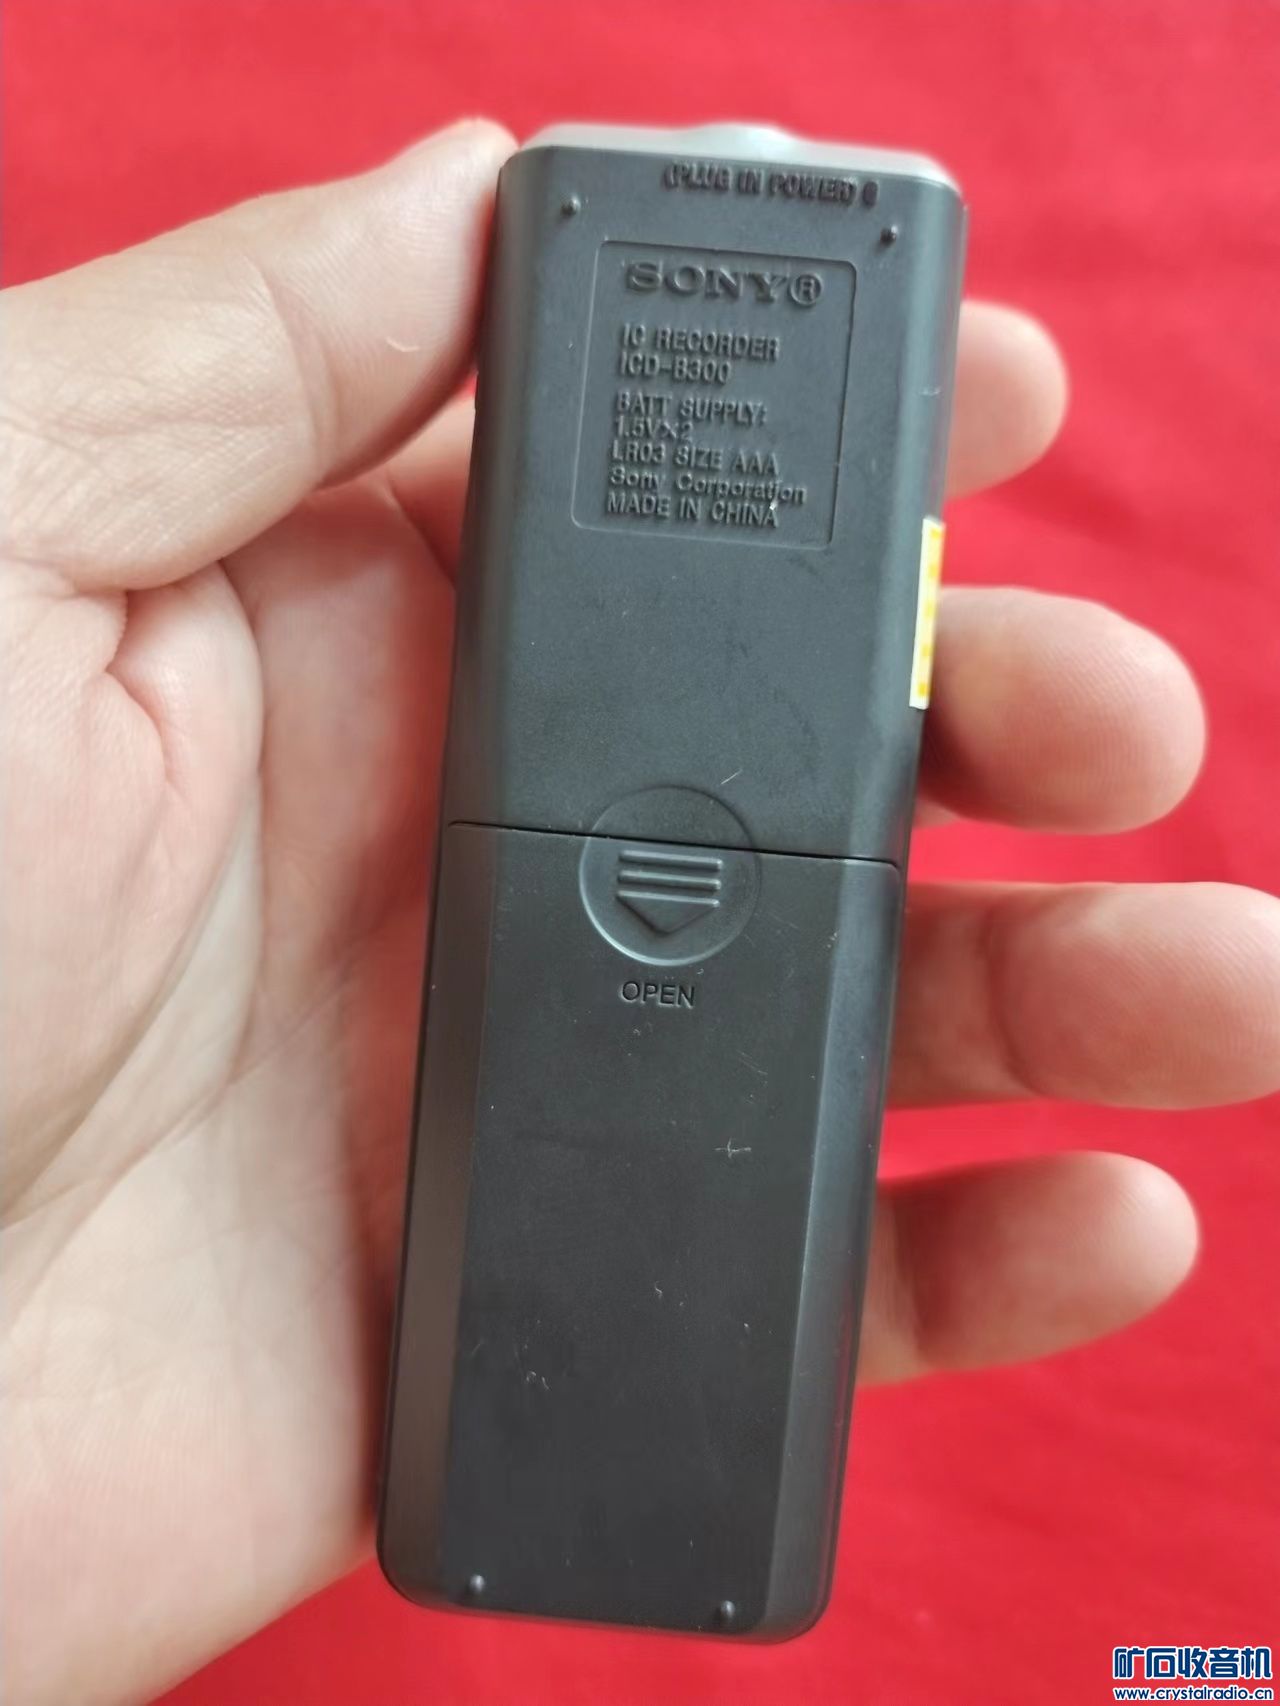 (PLUG IN POWER)
SONY®
IC RECORDER
ICD-B300
BATT SUPPLY:
1.5V×2
LR03 SIZE AAA
Sony Corporation
MADE IN CHINA
OPEN
矿石收音机
www.crystalradio.cn